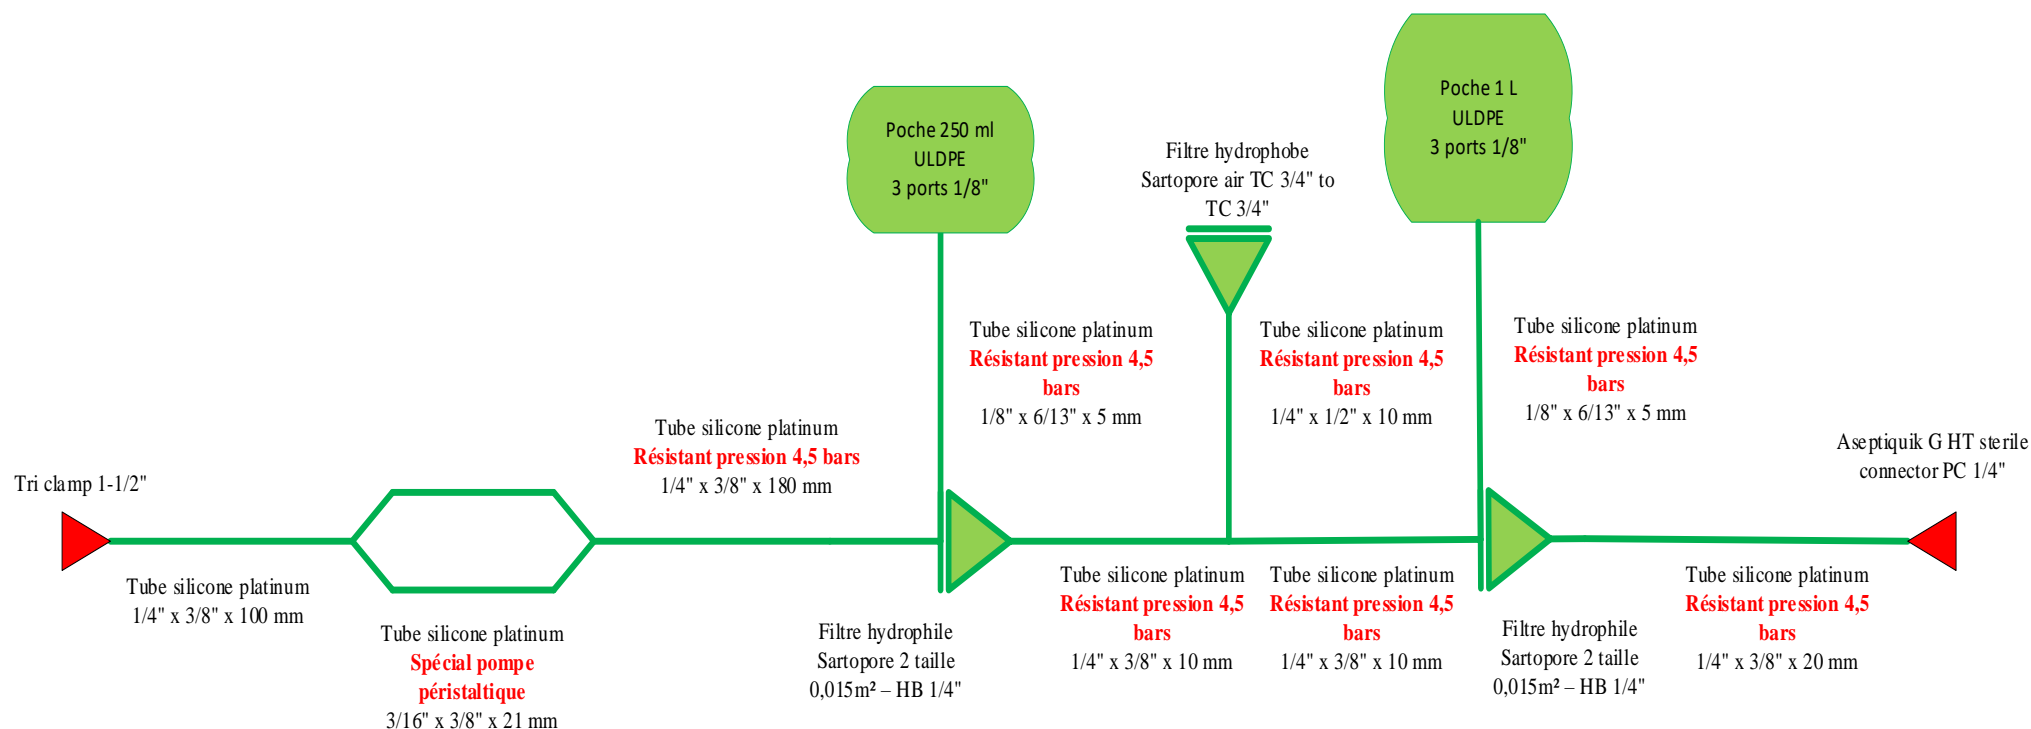 Poche 1 L
ULDPE
3 ports 1/8"
Poche 250 ml
ULDPE
3 ports 1/8"
Filtre hydrophobe
Sartopore air TC 3/4" to
TC 3/4"
Tube silicone platinum
Résistant pression 4,5
bars
1/8" x 6/13" x 5 mm
Tube silicone platinum
Résistant pression 4,5
bars
1/4" x 1/2" x 10 mm
Tube silicone platinum
Résistant pression 4,5
bars
1/8" x 6/13" x 5 mm
Tube silicone platinum
Résistant pression 4,5 bars
1/4" x 3/8" x 180 mm
Aseptiquik G HT sterile
connector PC 1/4"
Tri clamp 1-1/2"
Tube silicone platinum
1/4" x 3/8" x 100 mm
Tube silicone platinum
Spécial pompe
péristaltique
3/16" x 3/8" x 21 mm
Filtre hydrophile
Sartopore 2 taille
0,015m² – HB 1/4"
Tube silicone platinum
Résistant pression 4,5
bars
1/4" x 3/8" x 10 mm
Tube silicone platinum
Résistant pression 4,5
bars
1/4" x 3/8" x 10 mm
Filtre hydrophile
Sartopore 2 taille
0,015m² – HB 1/4"
Tube silicone platinum
Résistant pression 4,5
bars
1/4" x 3/8" x 20 mm